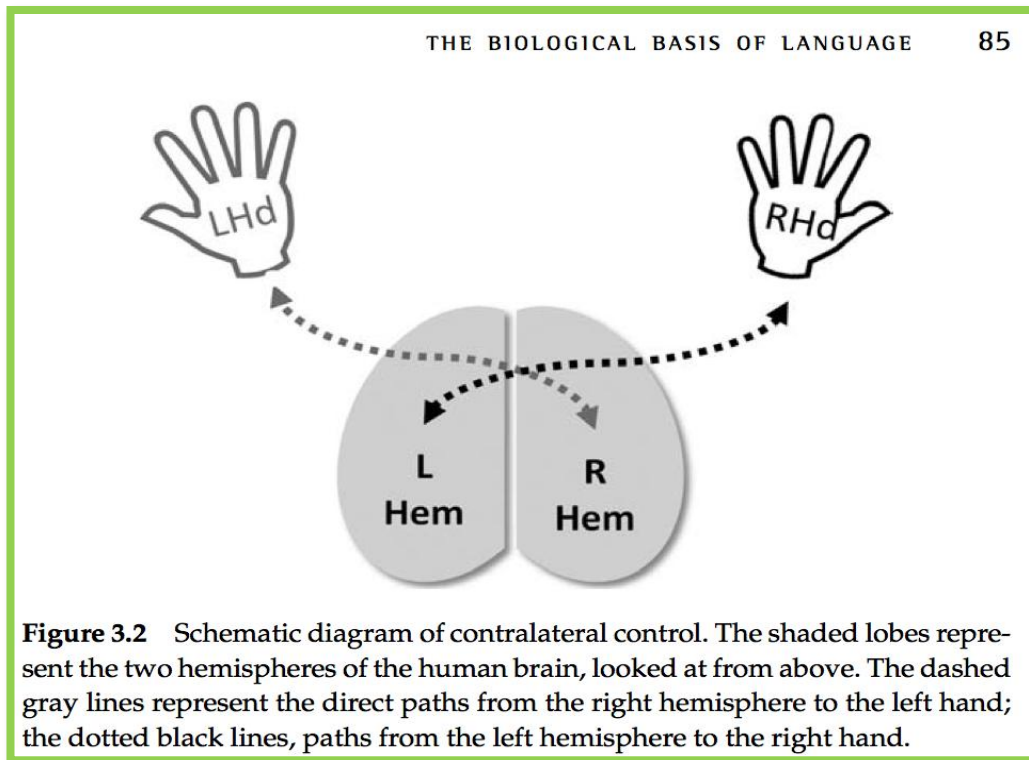 THE BIOLOGICAL BASIS OF LANGUAGE 85
LHd
RHd
L
Hem
R
Hem
Figure 3.2 Schematic diagram of contralateral control. The shaded lobes repre-
sent the two hemispheres of the human brain, looked at from above. The dashed
gray lines represent the direct paths from the right hemisphere to the left hand;
the dotted black lines, paths from the left hemisphere to the right hand.